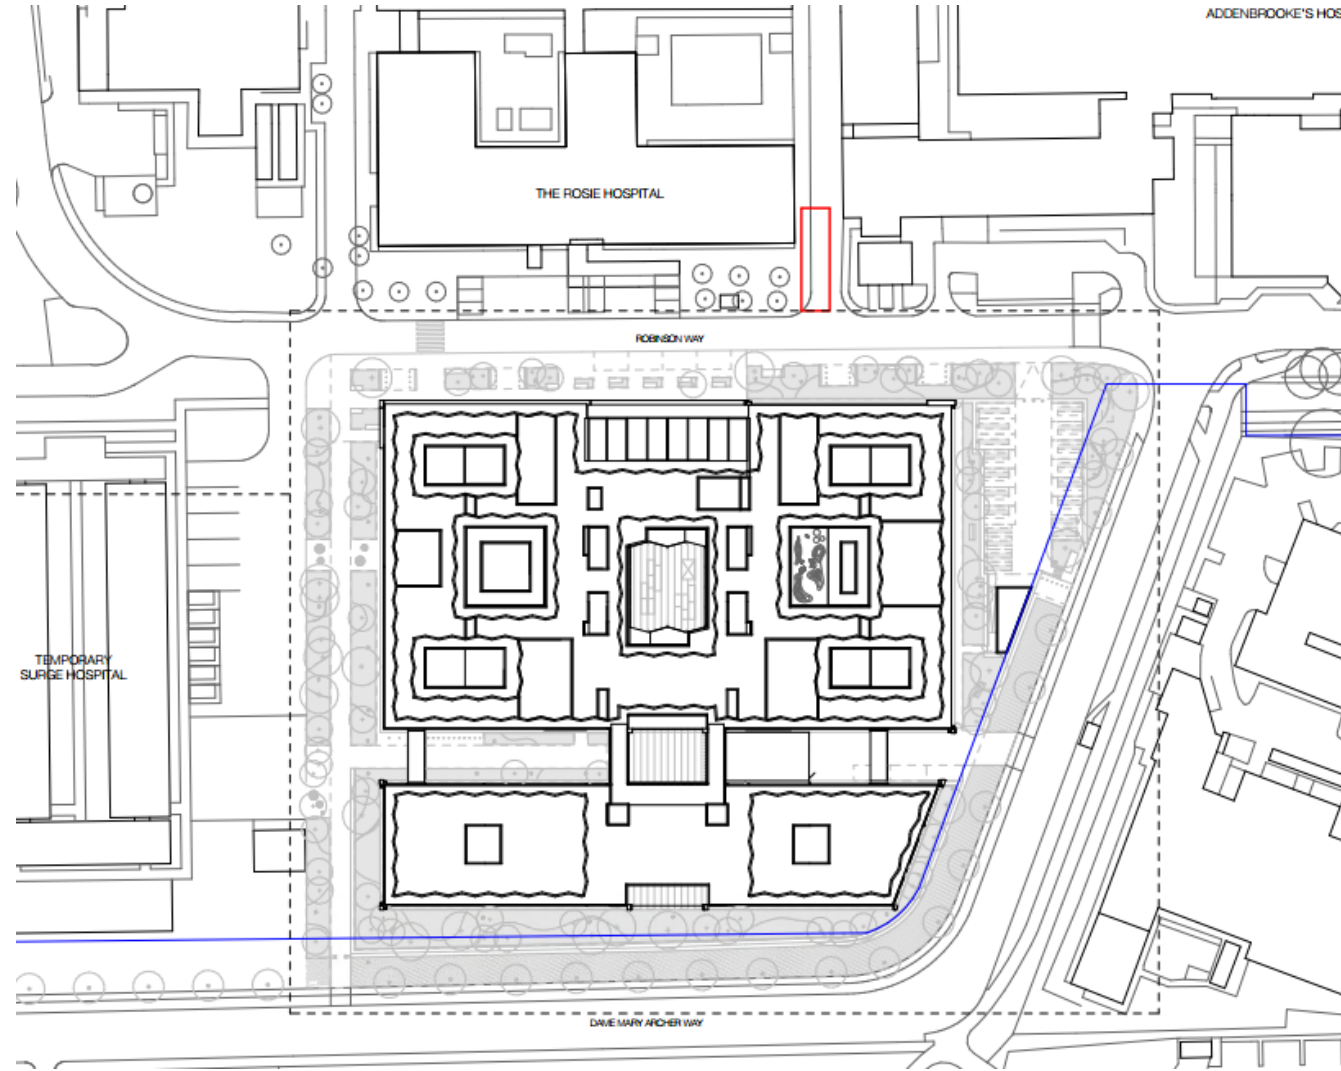 ADDENBROOKE'S HOS
THE ROSIE HOSPITAL
ROBINSON WAY
TEMPORARY
SURGE HOSPITAL
DAME MARY ARCHER WAY